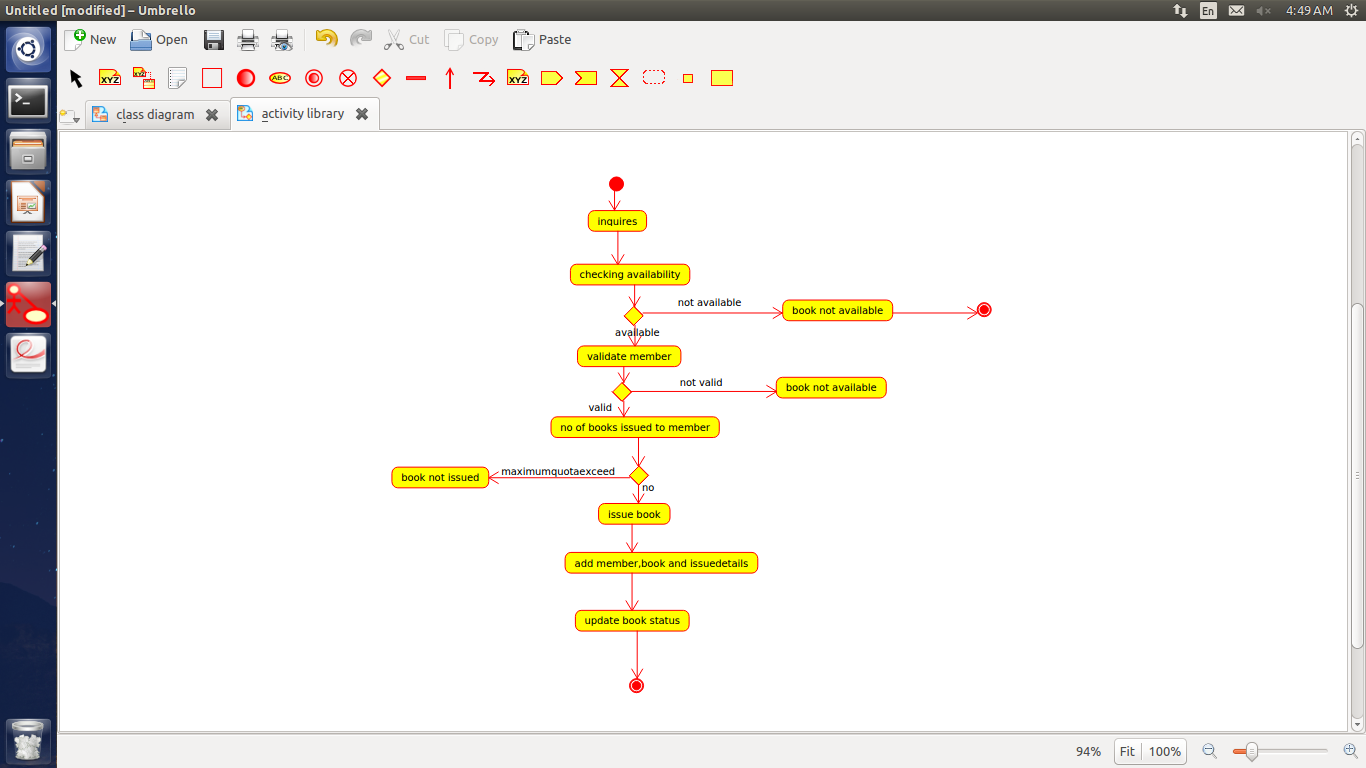 Untitled [modified] – Umbrello
En
4:49 AM
New
Open
Cut
Copy
Paste
XYZ
XYZ
ABC
XYZ
class diagram
activity library
inquires
checking availability
not available
book not available
available
validate member
not valid
book not available
valid
no of books issued to member
maximumquotaexceed
book not issued
no
issue book
add member,book and issuedetails
update book status
94%
Fit
100%